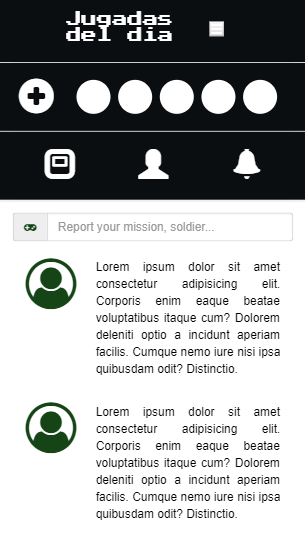 Jugadas
del dia
Report your mission, soldier...
Lorem ipsum dolor sit amet
consectetur adipisicing elit.
Corporis enim eaque beatae
voluptatibus itaque cum? Dolorem
deleniti optio a incidunt aperiam
facilis. Cumque nemo iure nisi ipsa
quibusdam odit? Distinctio.
Lorem ipsum dolor sit amet
consectetur adipisicing elit.
Corporis enim eaque beatae
voluptatibus itaque cum? Dolorem
deleniti optio a incidunt aperiam
facilis. Cumque nemo iure nisi ipsa
quibusdam odit? Distinctio.